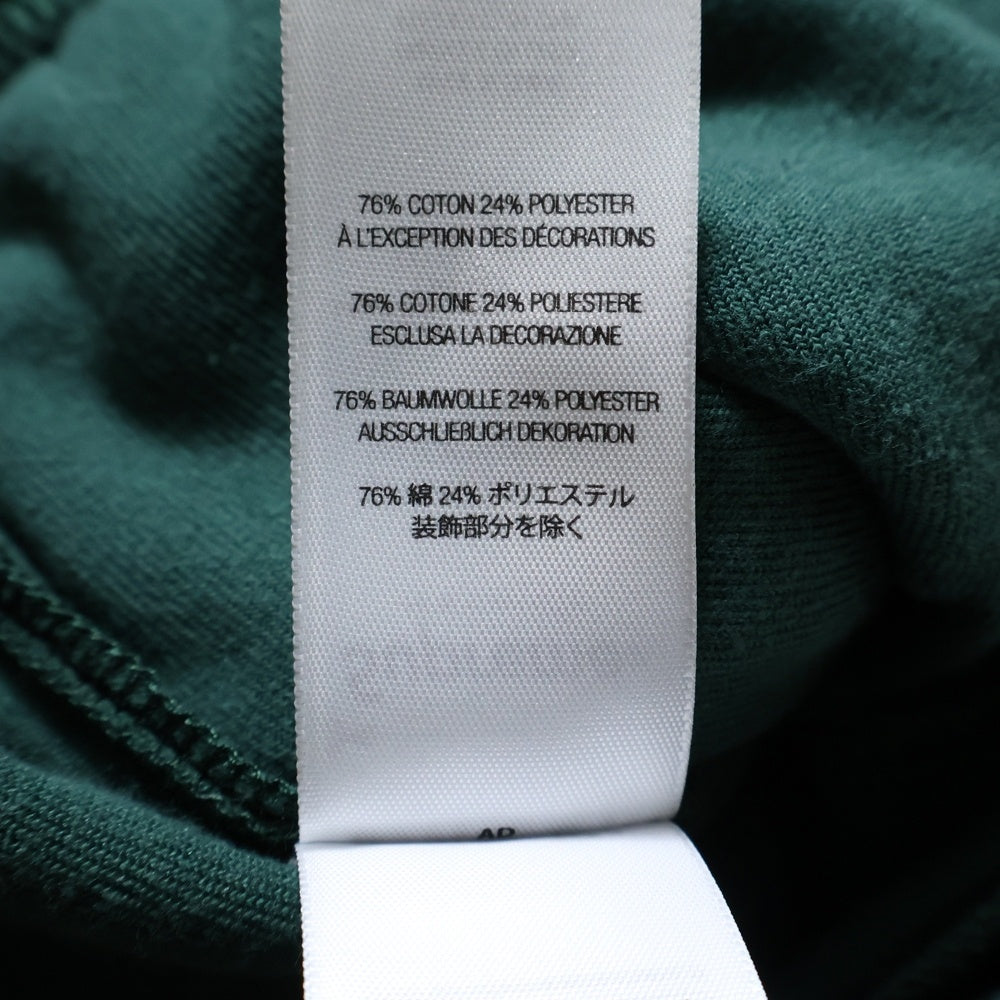 76% COTON 24% POLYESTER
À L'EXCEPTION DES DÉCORATIONS
76% COTONE 24% POLIESTERE
ESCLUSA LA DECORAZIONE
76% BAUMWOLLE 24% POLYESTER
AUSSCHLIEßLICH DEKORATION
76% 綿 24% ポリエステル
装飾部分を除く